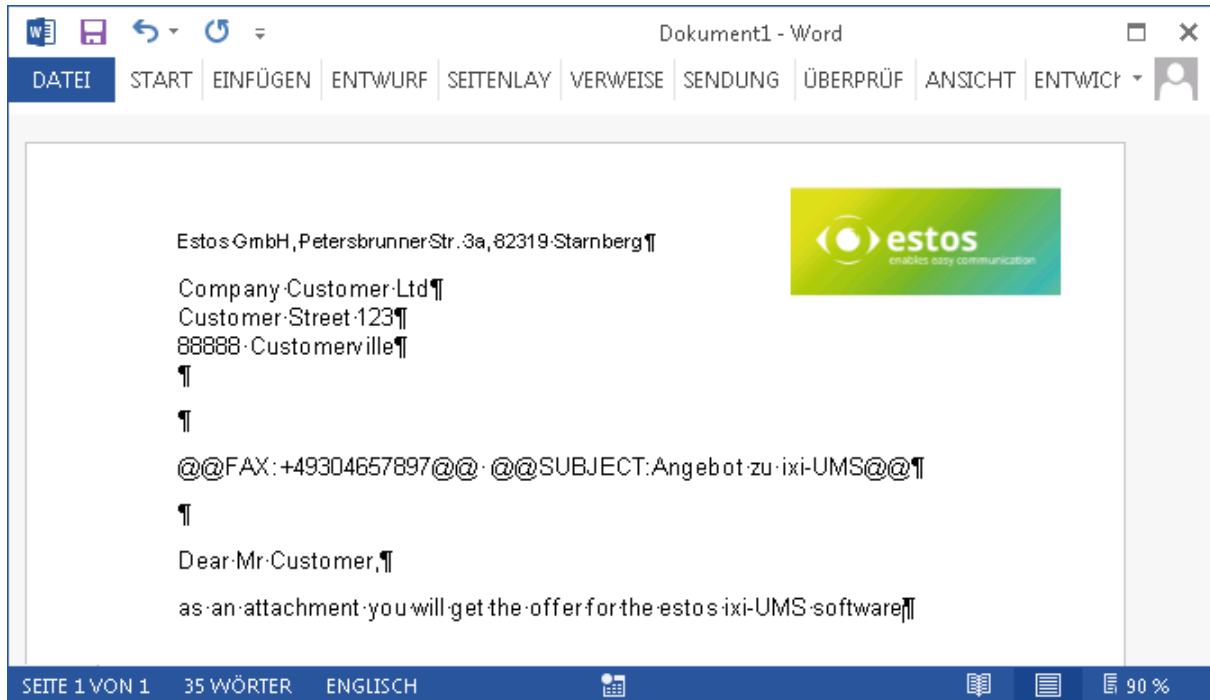 Dokument1 - Word
DATEI START EINFÜGEN ENTWURF SEITENLAY VERWEISE SENDUNG ÜBERPRÜF ANSICHT ENTWICH
estos
enables easy communication
Estos GmbH, Petersbrunner Str. 3a, 82319 Starnberg¶
Company Customer Ltd¶
Customer Street 123¶
88888 Customerville¶
¶
¶
@@FAX:+49304657897@@ @@SUBJECT:Angebot zu ixi-UMS@@¶
¶
Dear Mr Customer,¶
as an attachment you will get the offer for the estos ixi-UMS software¶
SEITE 1 VON 1 35 WÖRTER ENGLISCH 90 %